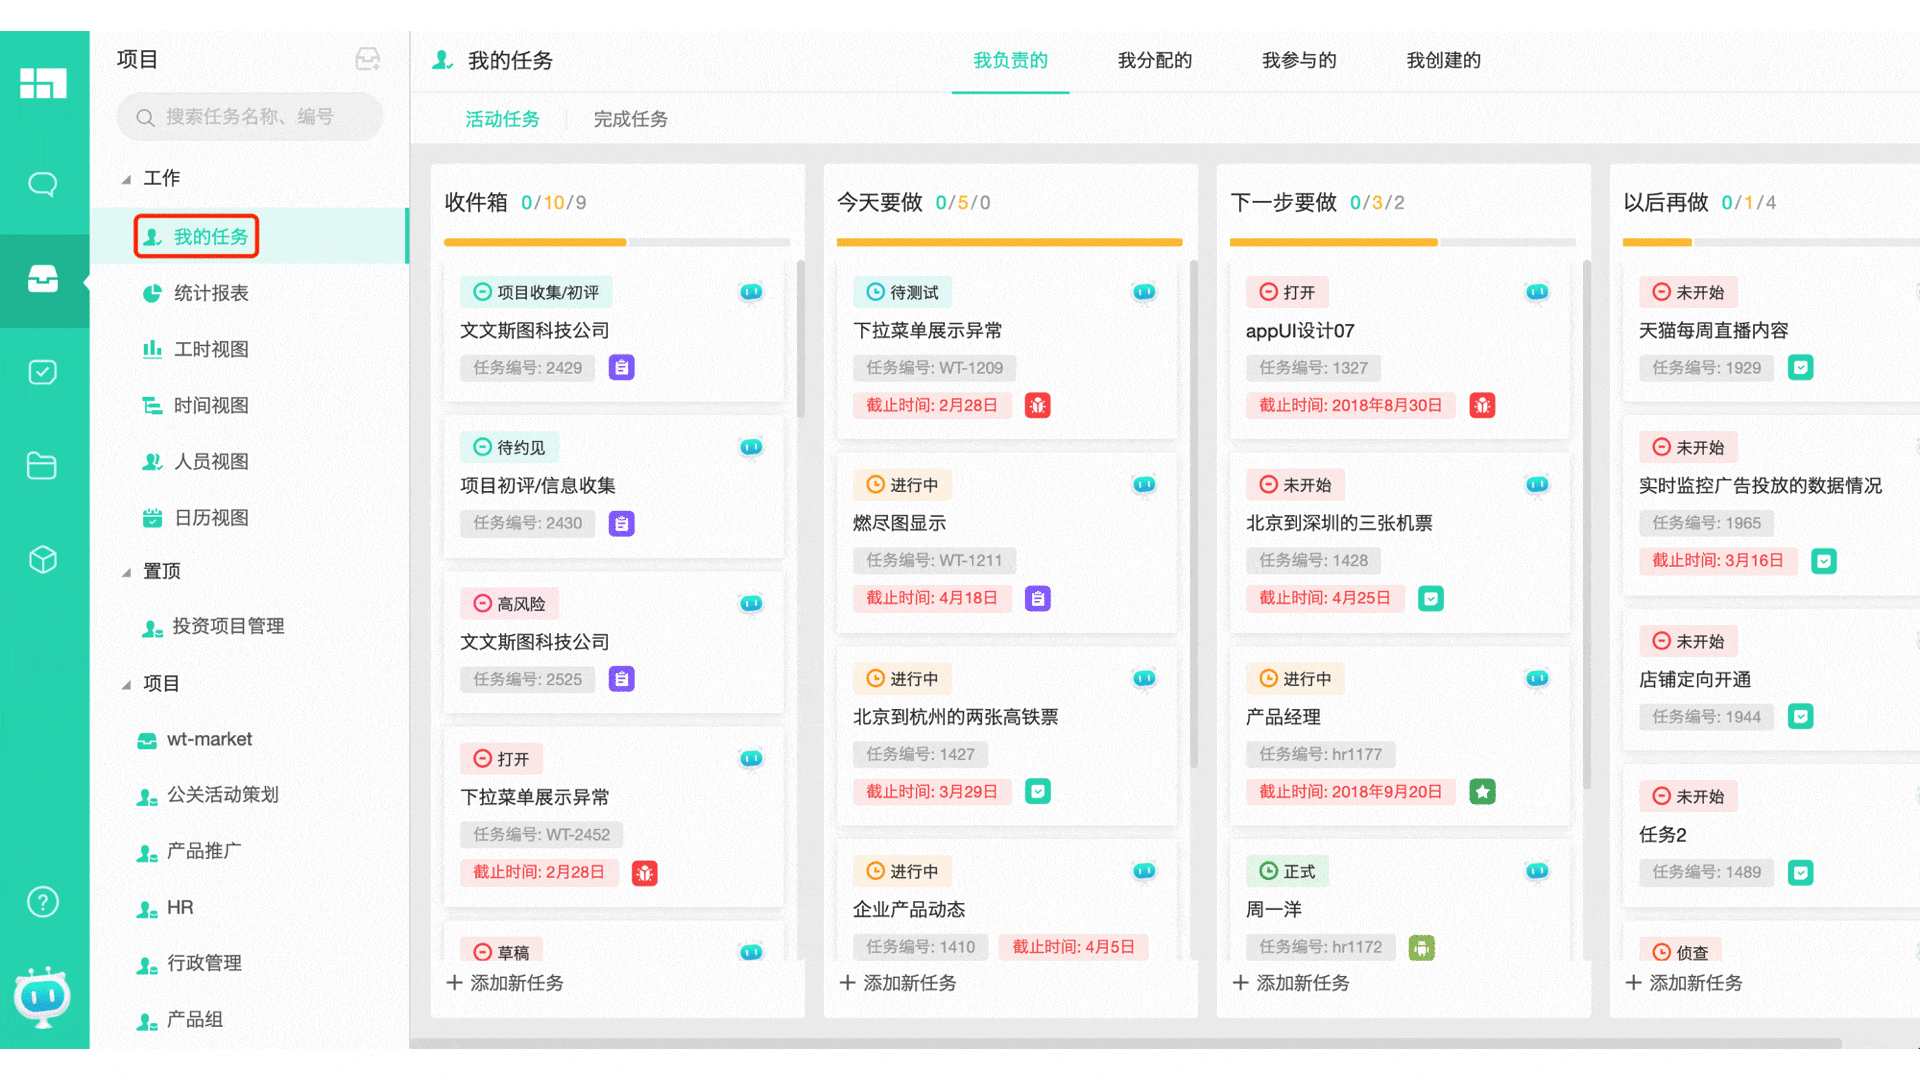 项目
搜索任务名称、编号
工作
我的任务
统计报表
工时视图
时间视图
人员视图
日历视图
置顶
投资项目管理
项目
wt-market
公关活动策划
产品推广
HR
行政管理
产品组
我的任务
我负责的
我分配的
我参与的
我创建的
活动任务
完成任务
收件箱 0/10/9
项目收集/初评
文文斯图科技公司
任务编号: 2429
待约见
项目初评/信息收集
任务编号: 2430
高风险
文文斯图科技公司
任务编号: 2525
打开
下拉菜单展示异常
任务编号: WT-2452
截止时间: 2月28日
草稿
+ 添加新任务
今天要做 0/5/0
待测试
下拉菜单展示异常
任务编号: WT-1209
截止时间: 2月28日
进行中
燃尽图显示
任务编号: WT-1211
截止时间: 4月18日
进行中
北京到杭州的两张高铁票
任务编号: 1427
截止时间: 3月29日
进行中
企业产品动态
任务编号: 1410 截止时间: 4月5日
+ 添加新任务
下一步要做 0/3/2
打开
appUI设计07
任务编号: 1327
截止时间: 2018年8月30日
未开始
北京到深圳的三张机票
任务编号: 1428
截止时间: 4月25日
进行中
产品经理
任务编号: hr1177
截止时间: 2018年9月20日
正式
周一洋
任务编号: hr1172
+ 添加新任务
以后再做 0/1/4
未开始
天猫每周直播内容
任务编号: 1929
未开始
实时监控广告投放的数据情况
任务编号: 1965
截止时间: 3月16日
未开始
店铺定向开通
任务编号: 1944
未开始
任务2
任务编号: 1489
侦查
+ 添加新任务